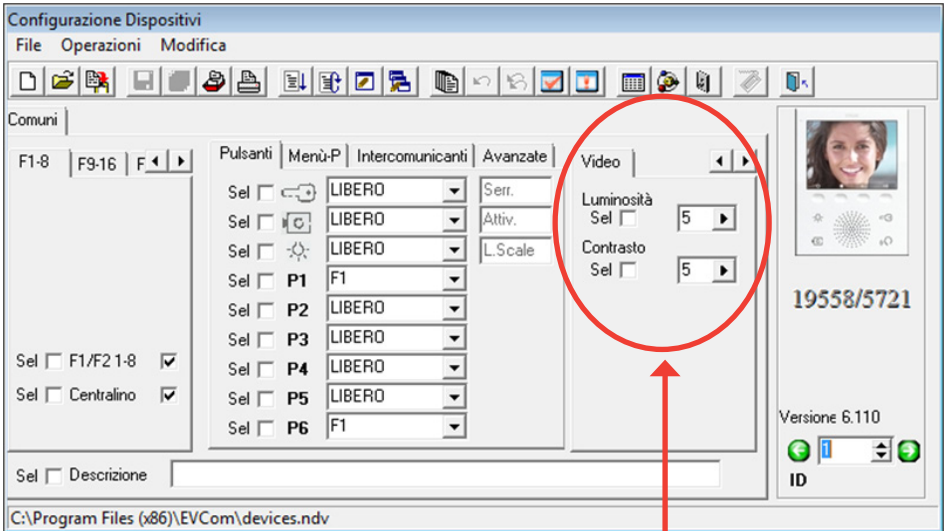 Configurazione Dispositivi
File Operazioni Modifica
Comuni
F1-8 F9-16 F
Pulsanti Menù-P Intercomunicanti Avanzate
Video
Sel LIBERO Serr.
Sel LIBERO Attiv.
Sel LIBERO L.Scale
Sel P1 F1
Sel P2 LIBERO
Sel P3 LIBERO
Sel P4 LIBERO
Sel P5 LIBERO
Sel P6 F1
Luminosità
Sel 5
Contrasto
Sel 5
Sel F1/F2 1-8
Sel Centralino
19558/5721
Versione 6.110
1
ID
Sel Descrizione
C:\Program Files (x86)\EVCom\devices.ndv